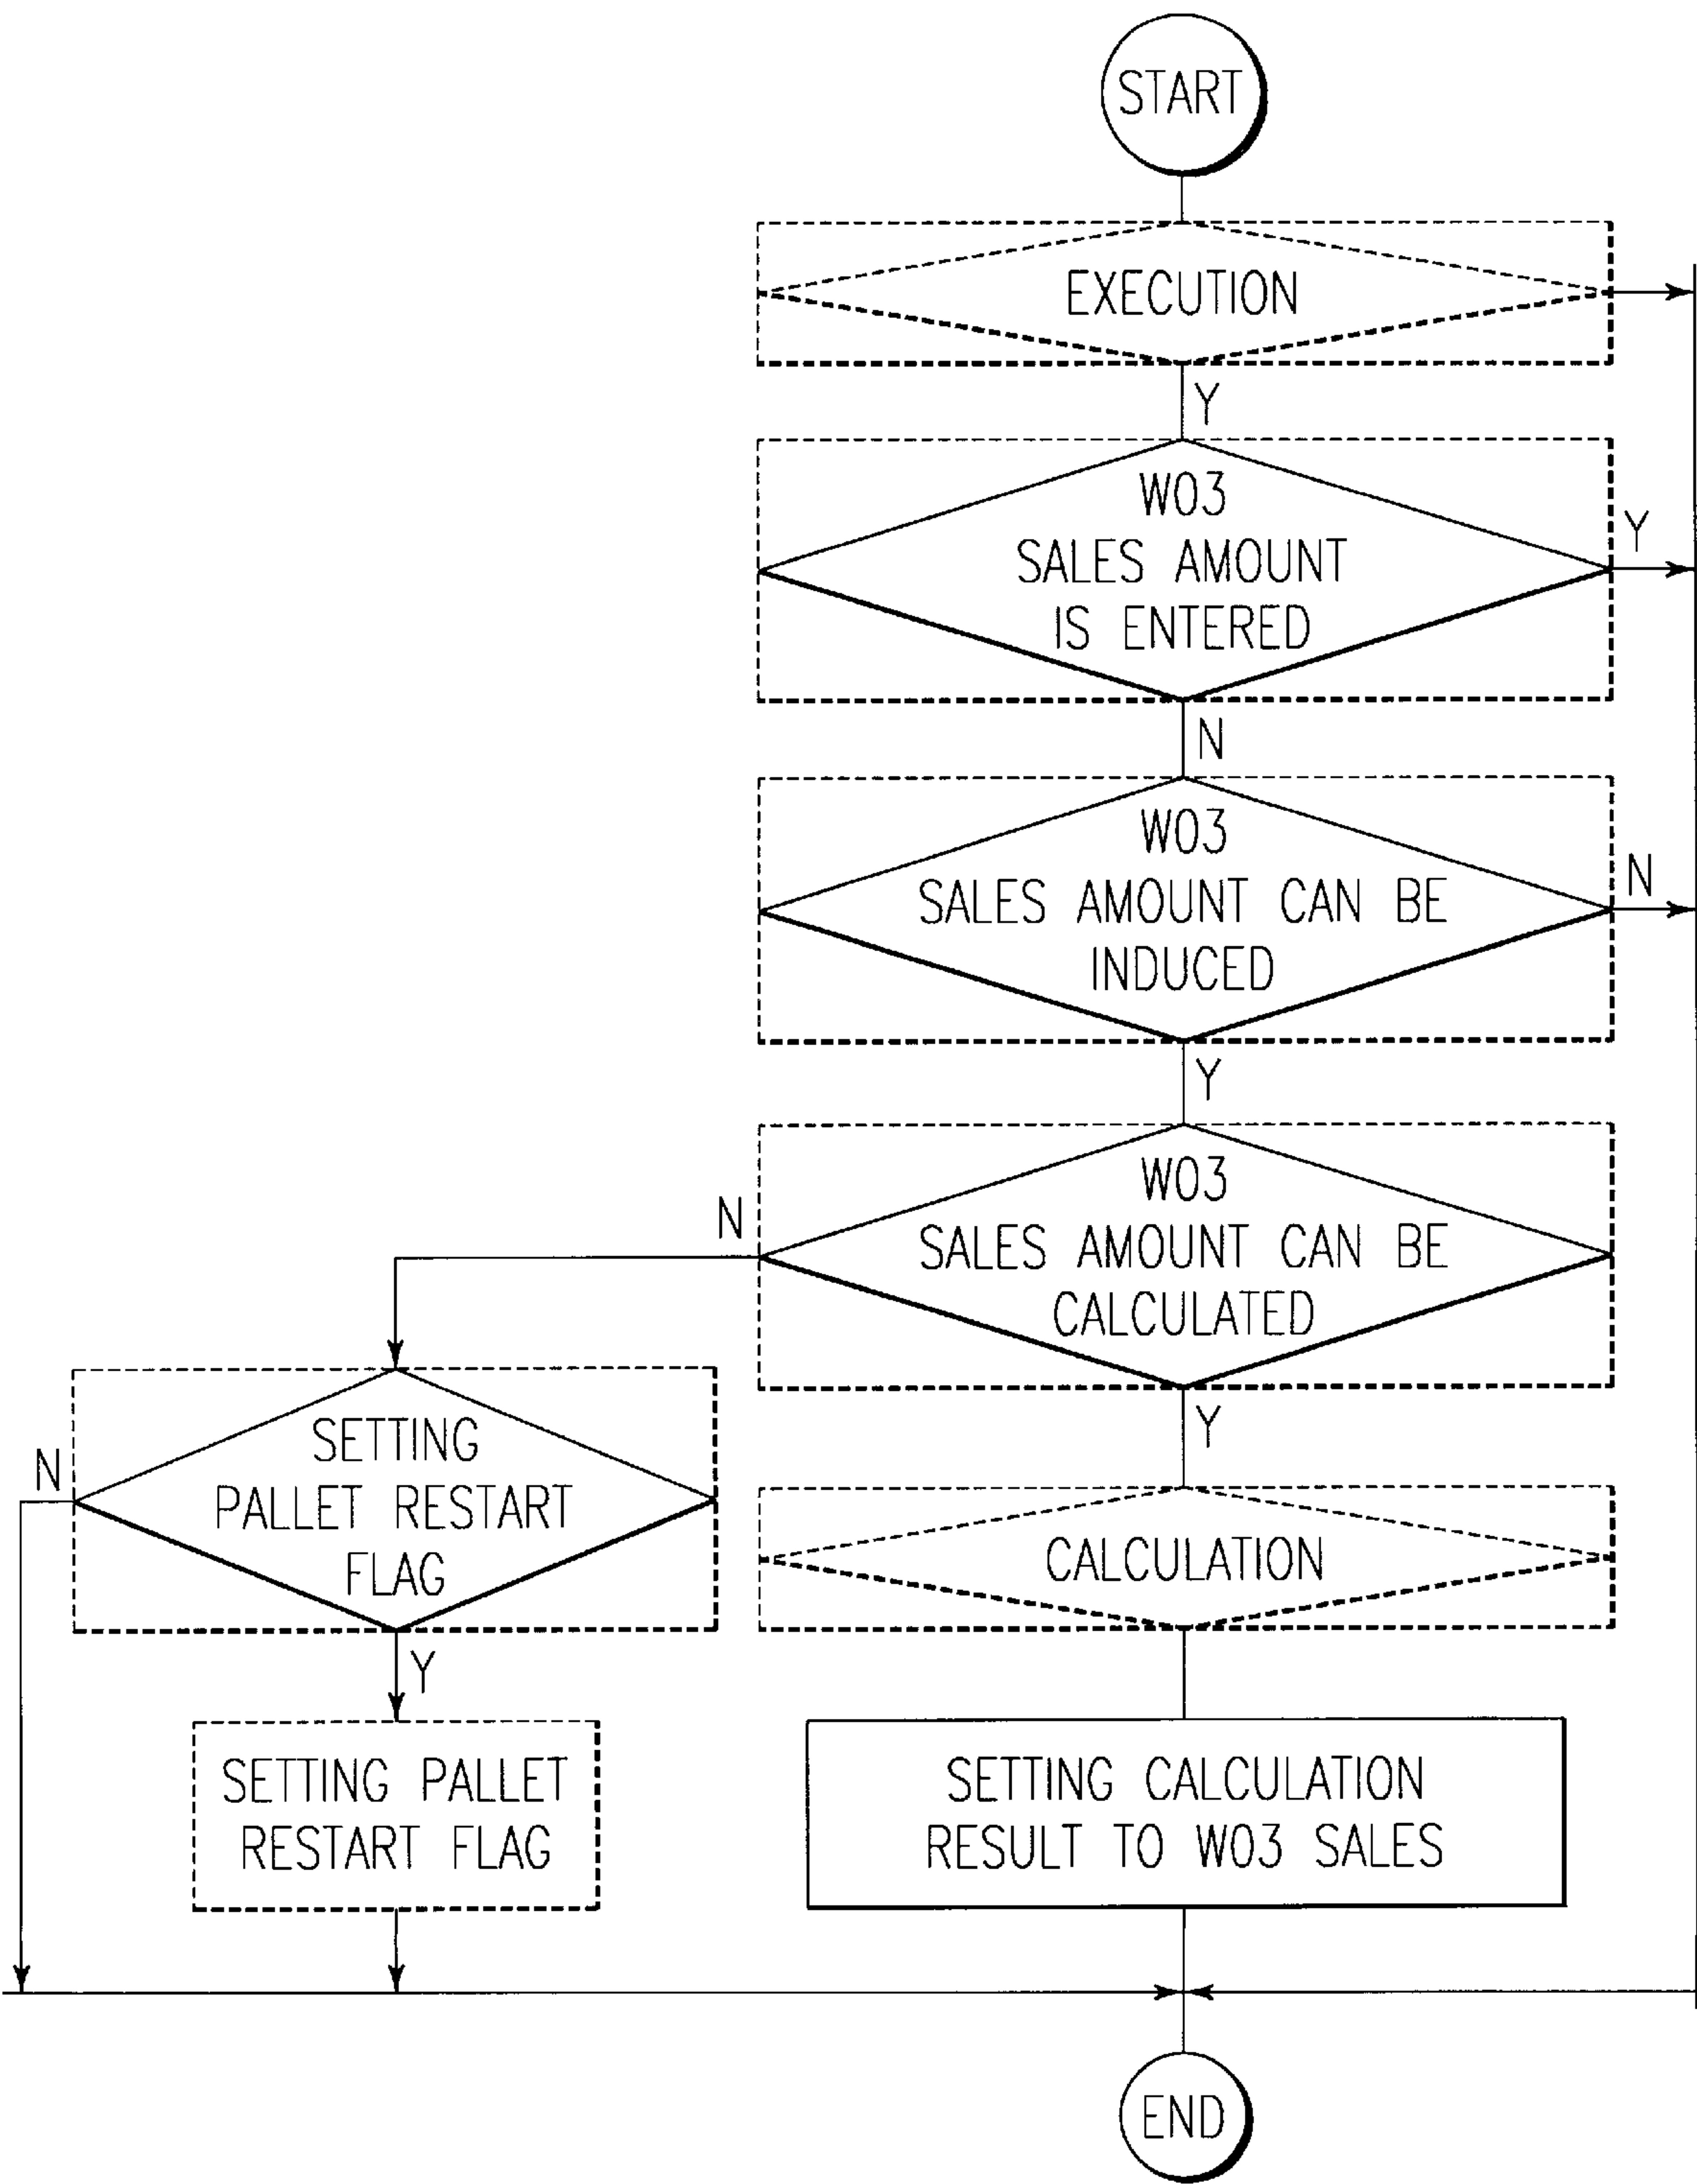 START
EXECUTION
Y
W03
SALES AMOUNT
IS ENTERED
Y
N
W03
SALES AMOUNT CAN BE
INDUCED
N
Y
W03
SALES AMOUNT CAN BE
CALCULATED
N
Y
SETTING
PALLET RESTART
FLAG
N
Y
CALCULATION
SETTING PALLET
RESTART FLAG
SETTING CALCULATION
RESULT TO W03 SALES
END